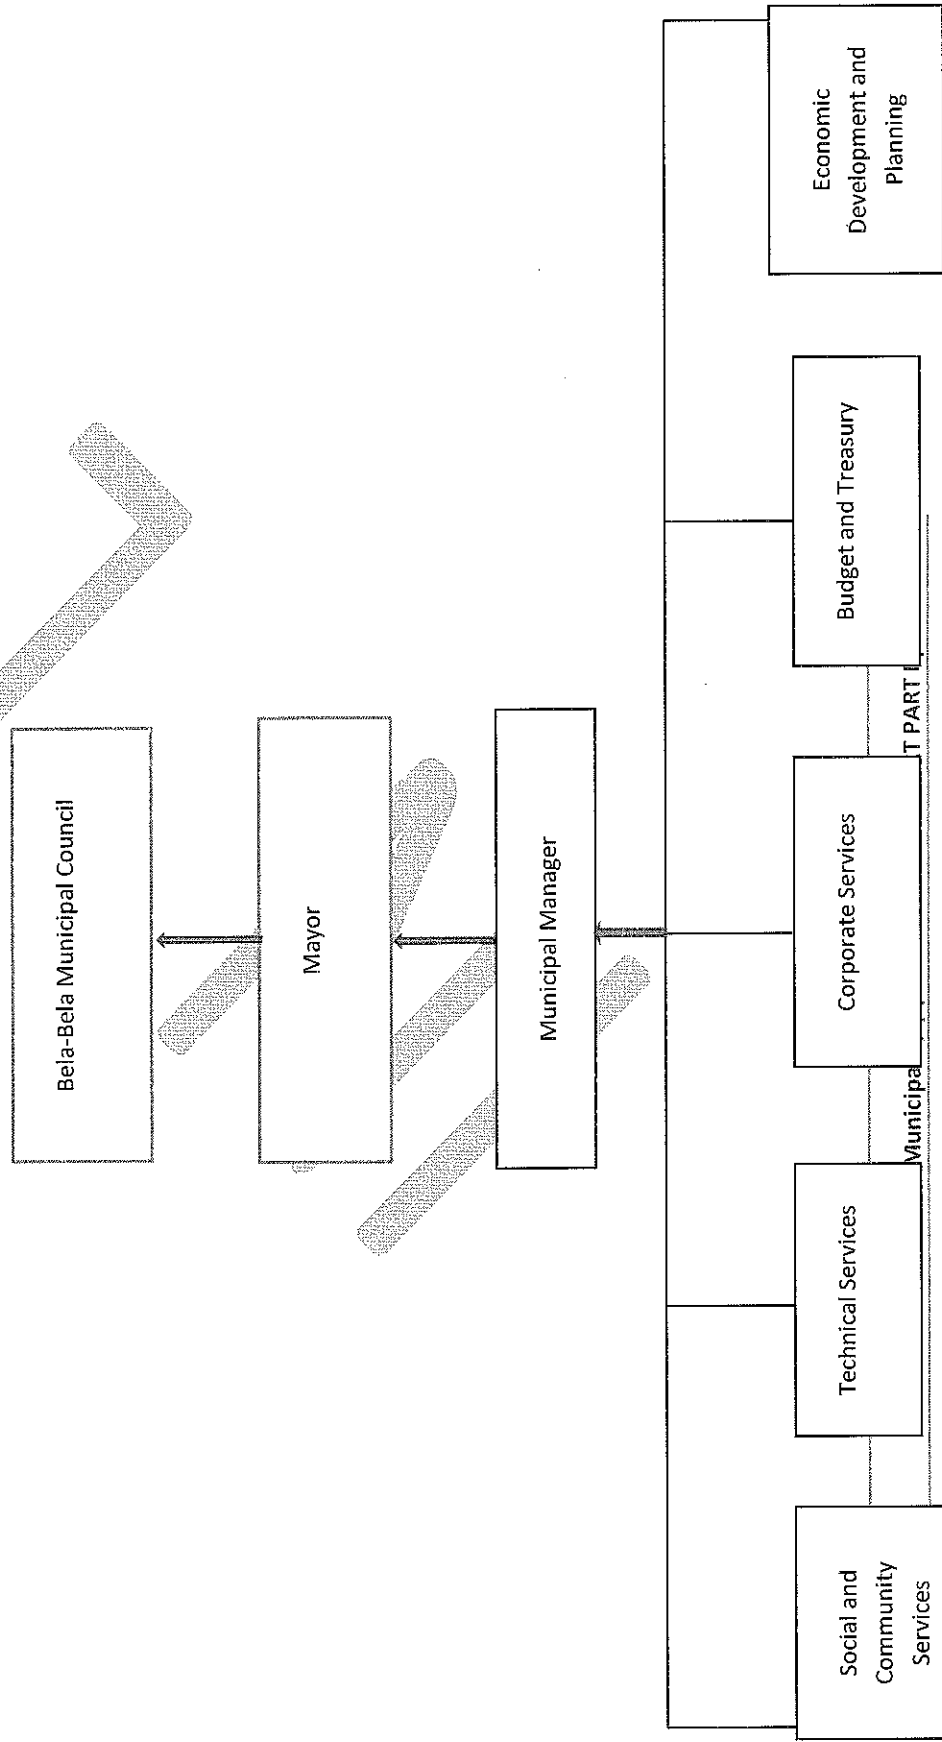 Bela-Bela Municipal Council
Mayor
Municipal Manager
Social and
Community
Services
Technical Services
Corporate Services
Budget and Treasury
Economic
Development and
Planning
T PART